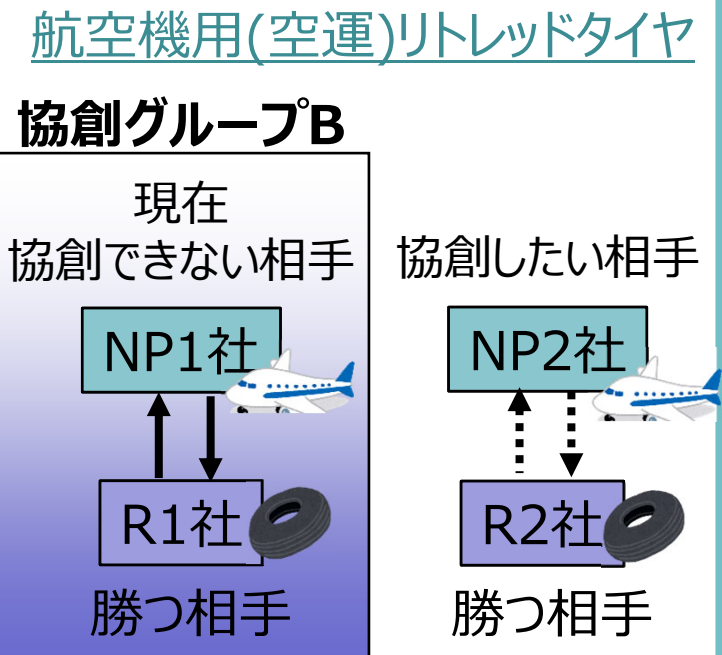 航空機用(空運)リトレッドタイヤ
協創グループB
現在
協創できない相手
NP1社
R1社
勝つ相手
協創したい相手
NP2社
R2社
勝つ相手